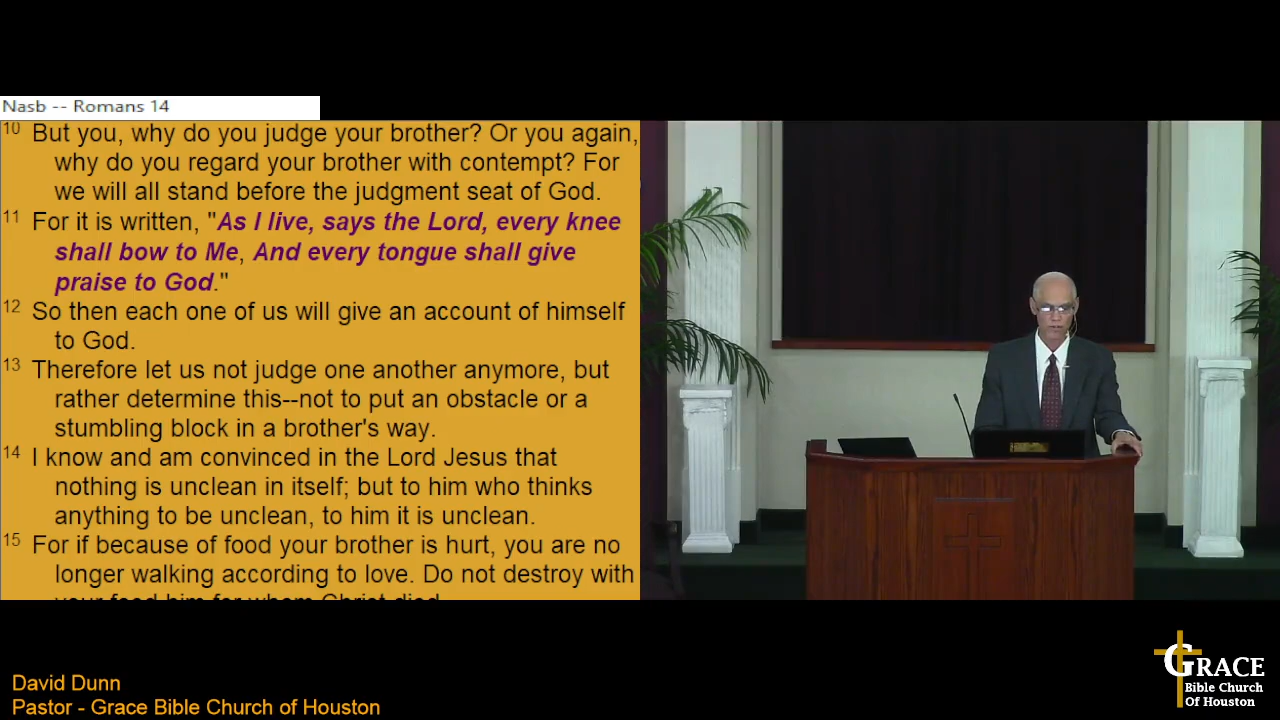 Nasb -- Romans 14
10 But you, why do you judge your brother? Or you again,
why do you regard your brother with contempt? For
we will all stand before the judgment seat of God.
11 For it is written, "As I live, says the Lord, every knee
shall bow to Me, And every tongue shall give
praise to God."
12 So then each one of us will give an account of himself
to God.
13 Therefore let us not judge one another anymore, but
rather determine this--not to put an obstacle or a
stumbling block in a brother's way.
14 I know and am convinced in the Lord Jesus that
nothing is unclean in itself; but to him who thinks
anything to be unclean, to him it is unclean.
15 For if because of food your brother is hurt, you are no
longer walking according to love. Do not destroy with
your food him for whom Christ died
David Dunn
Pastor - Grace Bible Church of Houston
GRACE
Bible Church
Of Houston